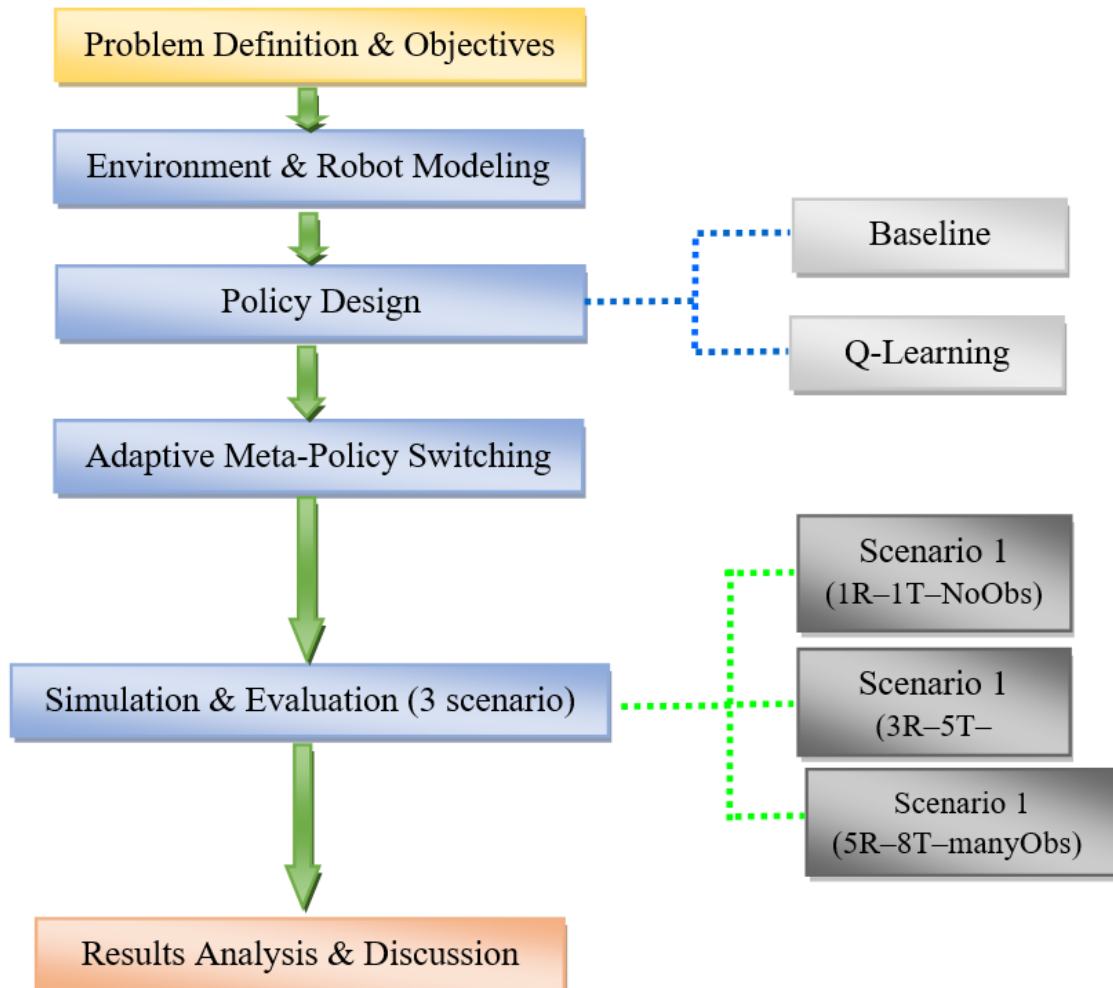 Problem Definition & Objectives
Environment & Robot Modeling
Policy Design
Baseline
Q-Learning
Adaptive Meta-Policy Switching
Simulation & Evaluation (3 scenario)
Scenario 1
(1R–1T–NoObs)
Scenario 1
(3R–5T–
Scenario 1
(5R–8T–manyObs)
Results Analysis & Discussion